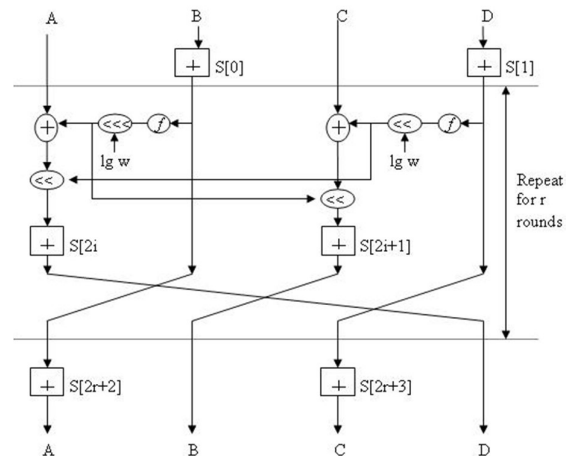 A B C D
+ S[0] + S[1]
+ <<< f + << f
lg w lg w
<< <<
Repeat
for r
rounds
+ S[2i + S[2i+1]
+ S[2r+2] + S[2r+3]
A B C D